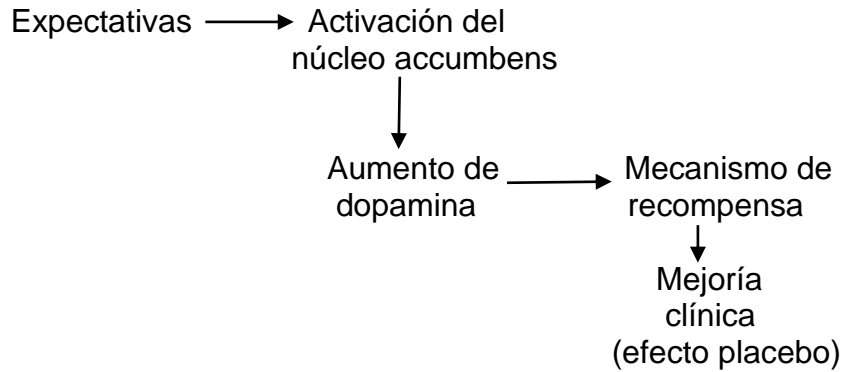 Expectativas
Activación del
núcleo accumbens
Aumento de
dopamina
Mecanismo de
recompensa
Mejoría
clínica
(efecto placebo)